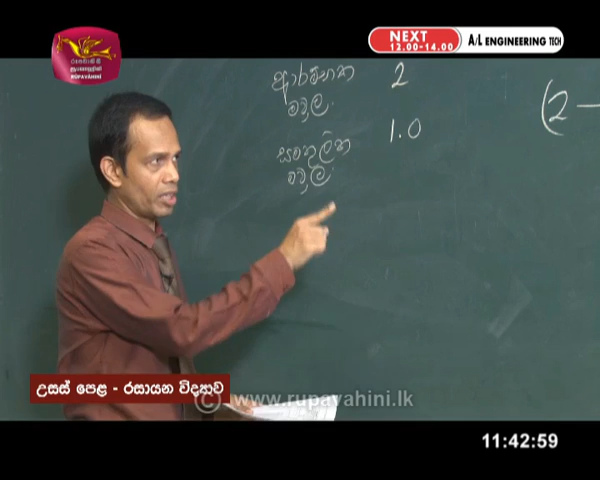 RUPAVAHINI
NEXT
12.00-14.00
A/L ENGINEERING TECH
ආරම්භක 2
මවුල
සමතුලිත 1.0
මවුල
(2 –
උසස් පෙළ - රසායන විද්‍යාව
© www.rupavahini.lk
11:42:59